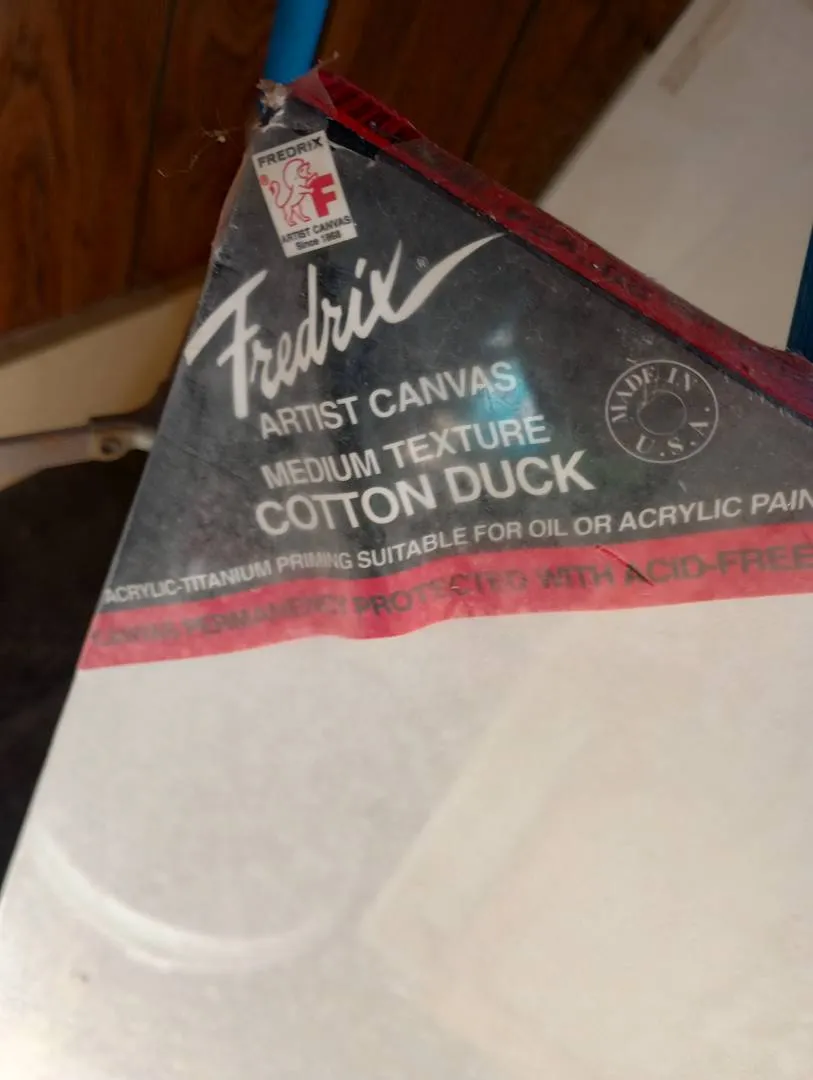 FREDRIX
®
F
ARTIST CANVAS
Since 1868
Fredrix®
ARTIST CANVAS
MEDIUM TEXTURE
COTTON DUCK
MADE IN
U.S.A.
ACRYLIC-TITANIUM PRIMING SUITABLE FOR OIL OR ACRYLIC PAIN
PERMANENCY PROTECTED WITH ACID-FREE